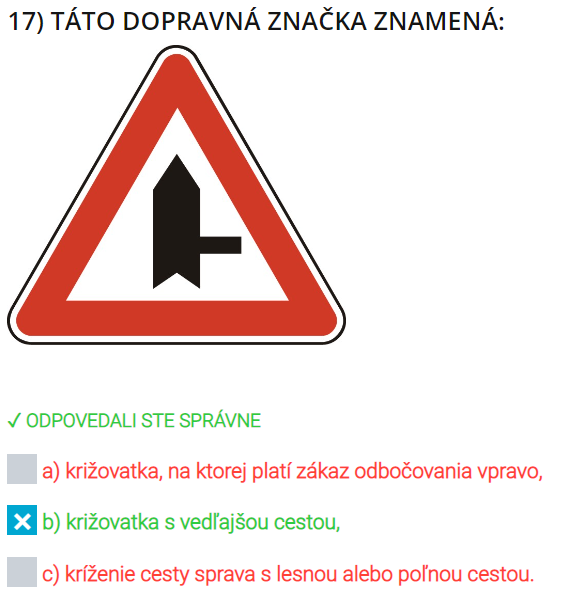 17) TÁTO DOPRAVNÁ ZNAČKA ZNAMENÁ:
✓ ODPOVEDALI STE SPRÁVNE
a) križovatka, na ktorej platí zákaz odbočovania vpravo,
b) križovatka s vedľajšou cestou,
c) kríženie cesty sprava s lesnou alebo poľnou cestou.